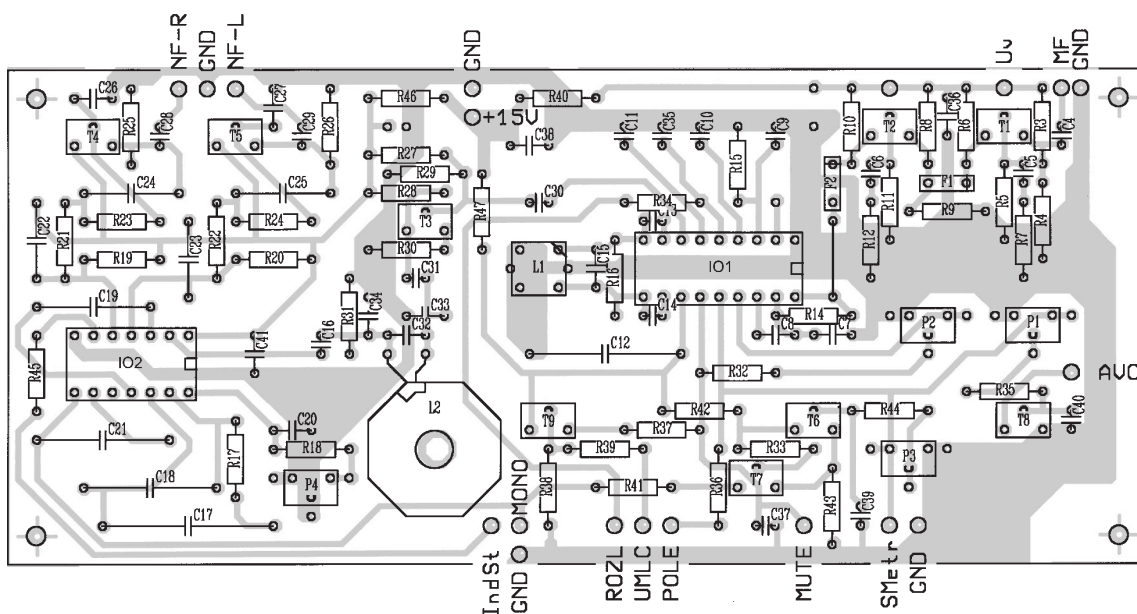 NF-R
GND
NF-L
GND
+15V
Uv
MF
GND
C26
R25
C28
T4
T5
C27
C29
R26
R46
R40
C38
C11
C35
C10
R15
C9
R10
T2
R8
C36
R6
T1
R3
C4
C24
C25
R27
R29
R28
R47
C30
R34
C13
F2
C6
R11
F1
R9
R5
C5
R4
C22
R21
R23
R19
C23
R22
R24
R20
T3
R30
L1
C15
R16
IO1
R12
R7
C19
C31
C33
C32
R31
C34
C16
C14
R14
C8
C7
P2
P1
R45
IO2
C41
C12
R32
AVC
L2
R35
C21
C20
R18
R17
T9
R42
R37
T6
R44
T8
C40
C18
P4
R39
R33
P3
R38
R41
R36
T7
R43
C39
C17
C37
IndSt
MONO
GND
ROZL
UMLC
POLE
MUTE
SMetr
GND